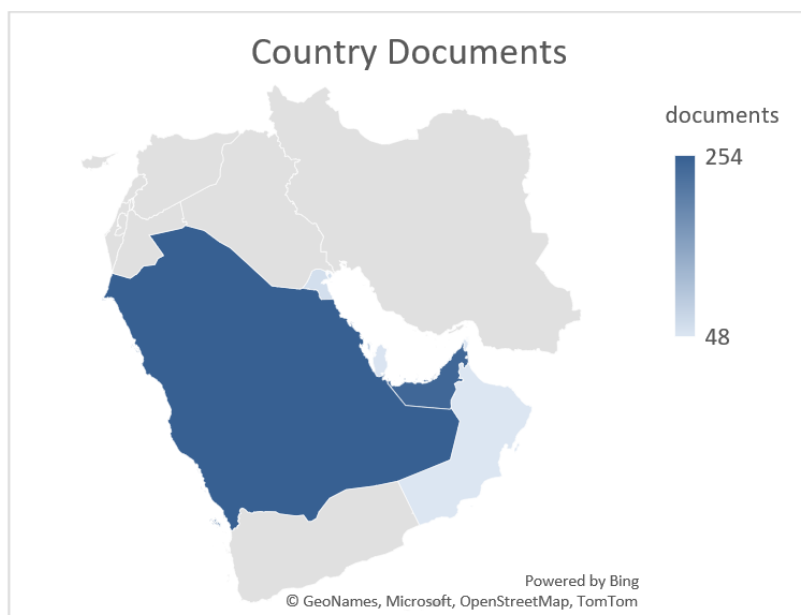 Country Documents
documents
254
48
Powered by Bing
© GeoNames, Microsoft, OpenStreetMap, TomTom